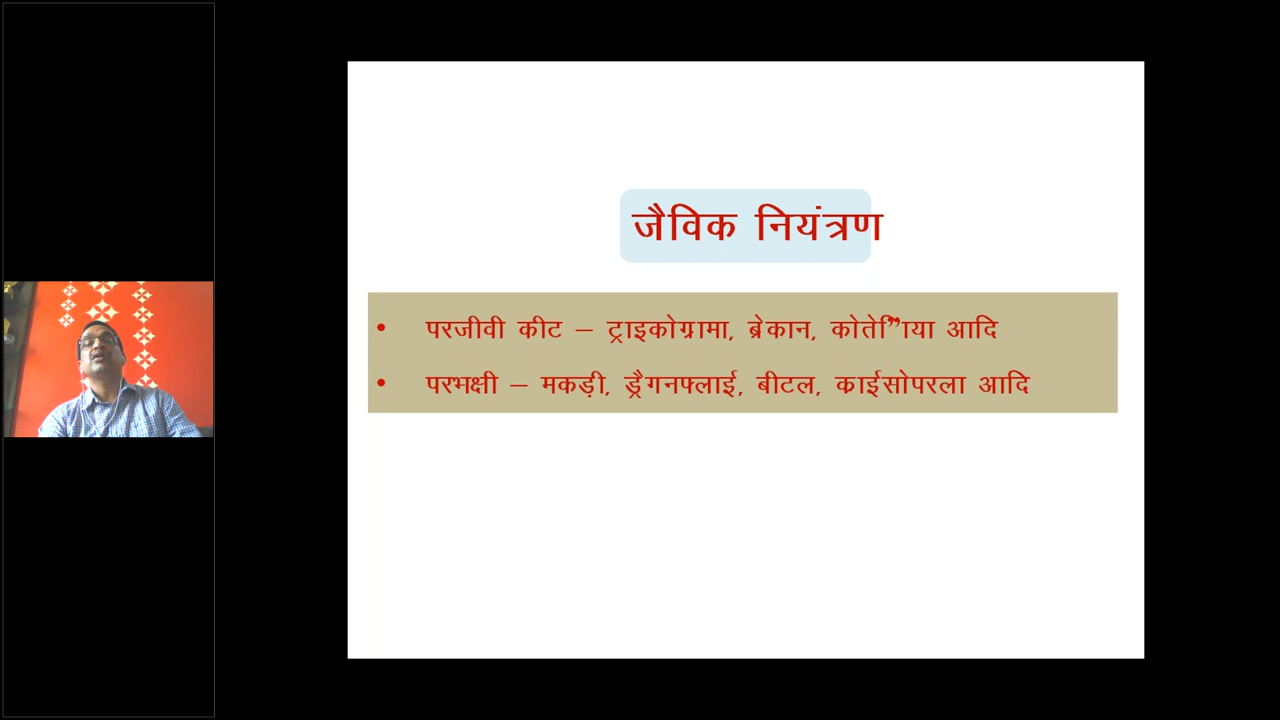 जैविक नियंत्रण
• परजीवी कीट – ट्राइकोग्रामा, ब्रेकान, आदि
• परभक्षी – मकड़ी, ड्रैगनफ्लाई, बीटल, काईसोपरला आदि